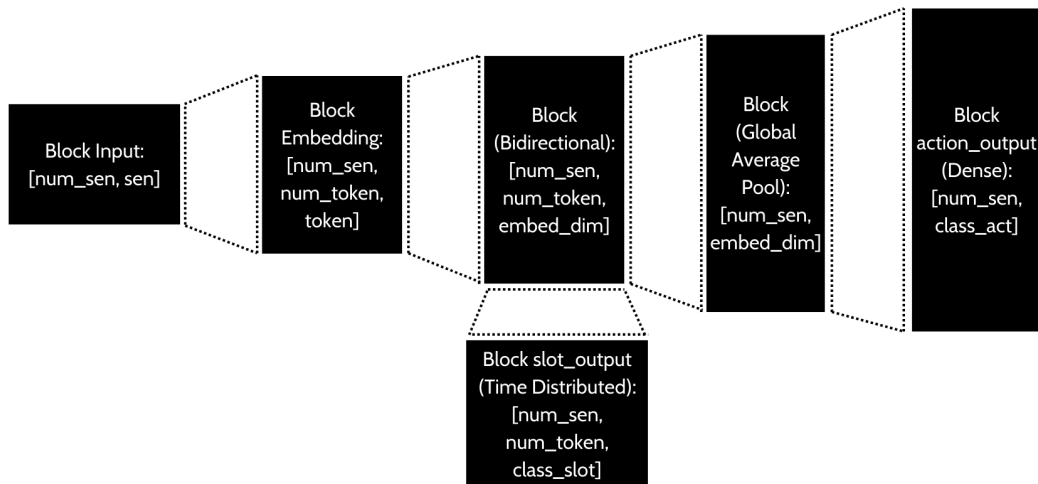 Block Input:
[num_sen, sen]
Block
Embedding:
[num_sen,
num_token,
token]
Block
(Bidirectional):
[num_sen,
num_token,
embed_dim]
Block
(Global
Average
Pool):
[num_sen,
embed_dim]
Block
action_output
(Dense):
[num_sen,
class_act]
Block slot_output
(Time Distributed):
[num_sen,
num_token,
class_slot]